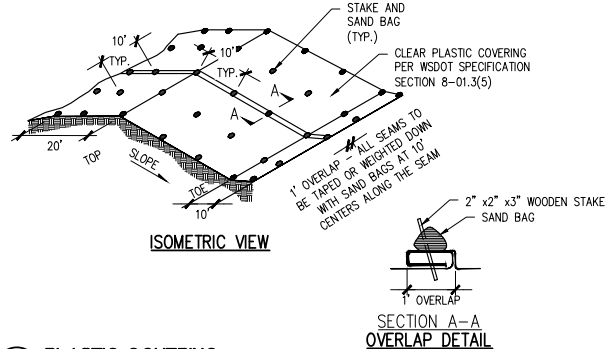 STAKE AND
SAND BAG
(TYP.)
10'
TYP.
10'
TYP.
CLEAR PLASTIC COVERING
PER WSDOT SPECIFICATION
SECTION 8-01.3(5)
A
A
20'
TOP
SLOPE
TOE
10'
1' OVERLAP - ALL SEAMS TO
BE TAPED OR WEIGHTED DOWN
WITH SAND BAGS AT 10'
CENTERS ALONG THE SEAM
ISOMETRIC VIEW
2" x2" x3" WOODEN STAKE
SAND BAG
1' OVERLAP
SECTION A-A
OVERLAP DETAIL